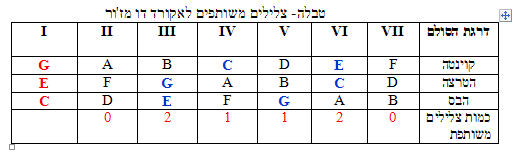 טבלה- צלילים משותפים לאקורד דו מז'ור
דרגת הסולם VII VI V IV III II I
קוינטה F E D C B A G
הטרצה D C B A G F E
הבס B A G F E D C
כמות צלילים משותפת 0 2 1 1 2 0